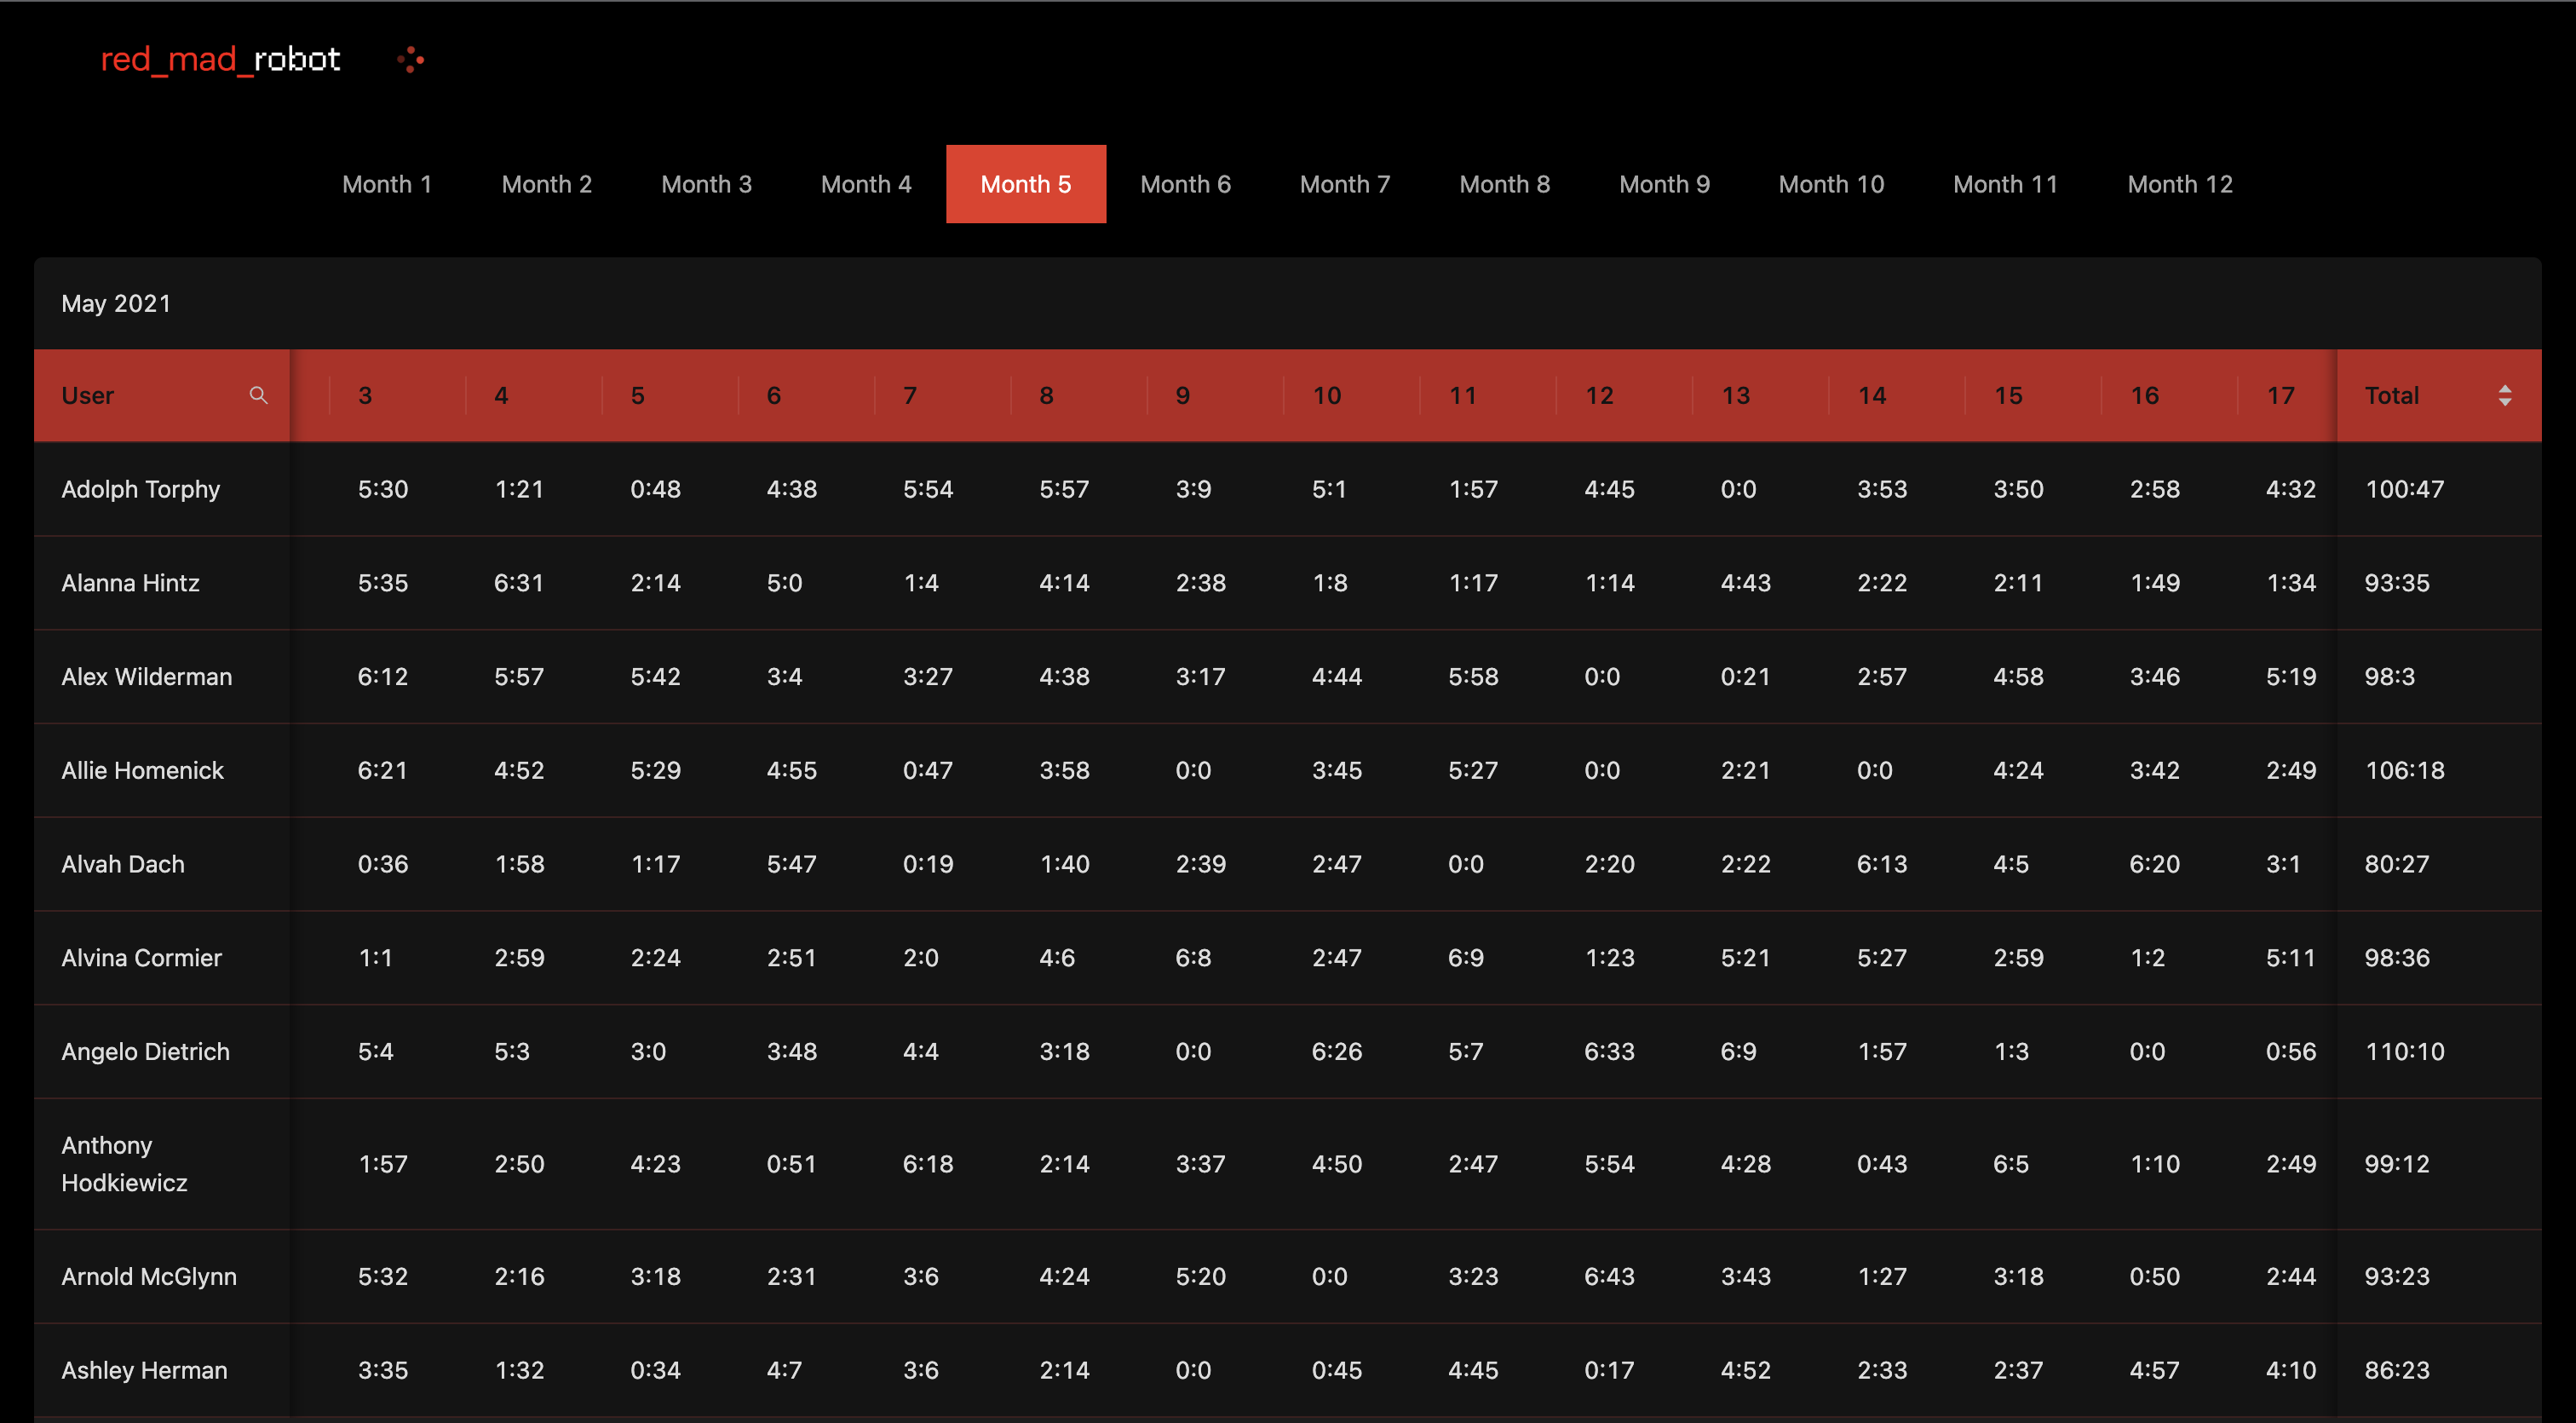 red_mad_robot
Month 1 Month 2 Month 3 Month 4 Month 5 Month 6 Month 7 Month 8 Month 9 Month 10 Month 11 Month 12
May 2021
User 3 4 5 6 7 8 9 10 11 12 13 14 15 16 17 Total
Adolph Torphy 5:30 1:21 0:48 4:38 5:54 5:57 3:9 5:1 1:57 4:45 0:0 3:53 3:50 2:58 4:32 100:47
Alanna Hintz 5:35 6:31 2:14 5:0 1:4 4:14 2:38 1:8 1:17 1:14 4:43 2:22 2:11 1:49 1:34 93:35
Alex Wilderman 6:12 5:57 5:42 3:4 3:27 4:38 3:17 4:44 5:58 0:0 0:21 2:57 4:58 3:46 5:19 98:3
Allie Homenick 6:21 4:52 5:29 4:55 0:47 3:58 0:0 3:45 5:27 0:0 2:21 0:0 4:24 3:42 2:49 106:18
Alvah Dach 0:36 1:58 1:17 5:47 0:19 1:40 2:39 2:47 0:0 2:20 2:22 6:13 4:5 6:20 3:1 80:27
Alvina Cormier 1:1 2:59 2:24 2:51 2:0 4:6 6:8 2:47 6:9 1:23 5:21 5:27 2:59 1:2 5:11 98:36
Angelo Dietrich 5:4 5:3 3:0 3:48 4:4 3:18 0:0 6:26 5:7 6:33 6:9 1:57 1:3 0:0 0:56 110:10
Anthony
Hodkiewicz 1:57 2:50 4:23 0:51 6:18 2:14 3:37 4:50 2:47 5:54 4:28 0:43 6:5 1:10 2:49 99:12
Arnold McGlynn 5:32 2:16 3:18 2:31 3:6 4:24 5:20 0:0 3:23 6:43 3:43 1:27 3:18 0:50 2:44 93:23
Ashley Herman 3:35 1:32 0:34 4:7 3:6 2:14 0:0 0:45 4:45 0:17 4:52 2:33 2:37 4:57 4:10 86:23